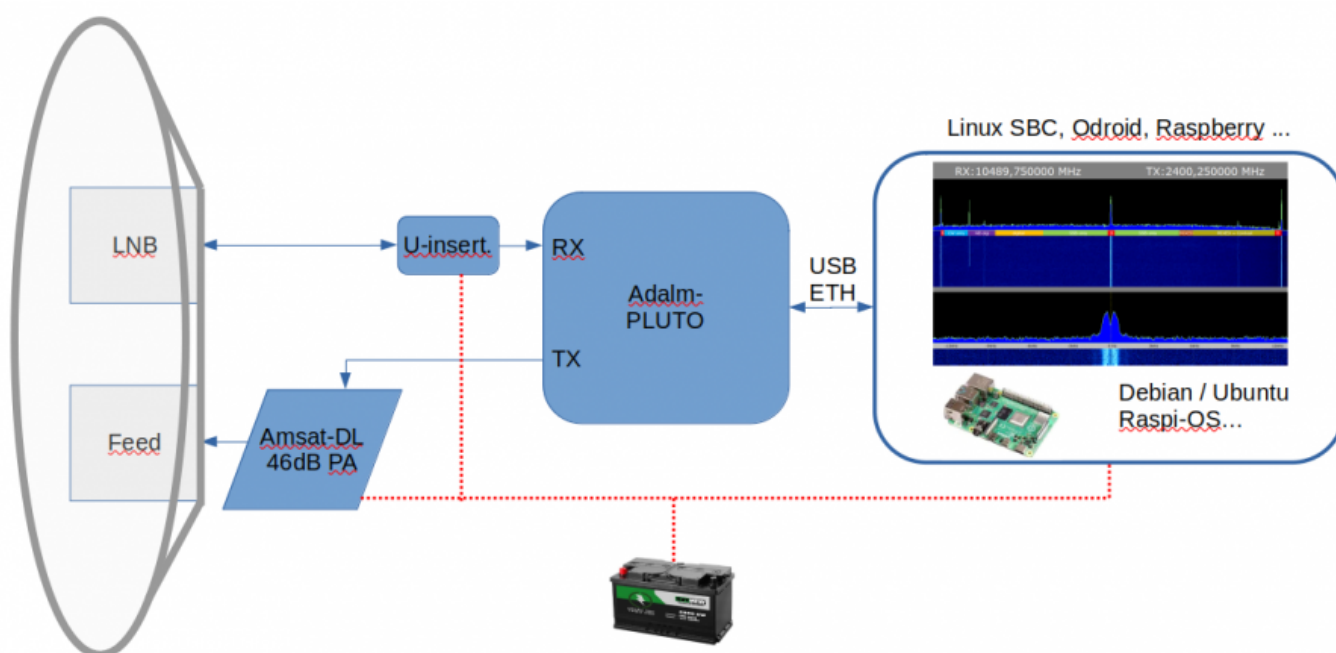 Linux SBC, Odroid, Raspberry ...
RX:10489,750000 MHz
TX:2400,250000 MHz
LNB
U-insert.
RX
Adalm-
PLUTO
USB
ETH
TX
Feed
Amsat-DL
46dB PA
Debian / Ubuntu
Raspi-OS...